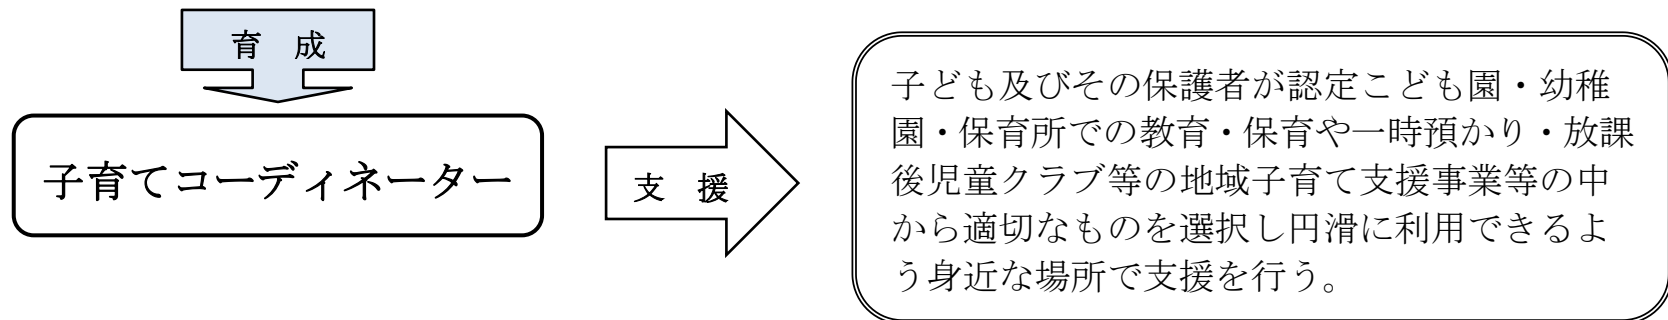 育 成
子育てコーディネーター
支 援
子ども及びその保護者が認定こども園・幼稚
園・保育所での教育・保育や一時預かり・放課
後児童クラブ等の地域子育て支援事業等の中
から適切なものを選択し円滑に利用できるよ
う身近な場所で支援を行う。